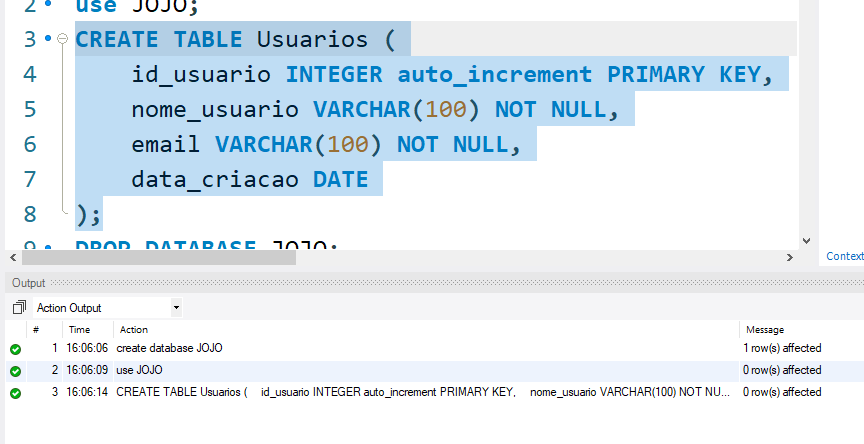 2 use JOJO;
3 CREATE TABLE Usuarios (
4 id_usuario INTEGER auto_increment PRIMARY KEY,
5 nome_usuario VARCHAR(100) NOT NULL,
6 email VARCHAR(100) NOT NULL,
7 data_criacao DATE
8 );
9 DROP DATABASE JOJO;
Context
Output
Action Output
# Time Action Message
1 16:06:06 create database JOJO 1 row(s) affected
2 16:06:09 use JOJO 0 row(s) affected
3 16:06:14 CREATE TABLE Usuarios ( id_usuario INTEGER auto_increment PRIMARY KEY, nome_usuario VARCHAR(100) NOT NU... 0 row(s) affected